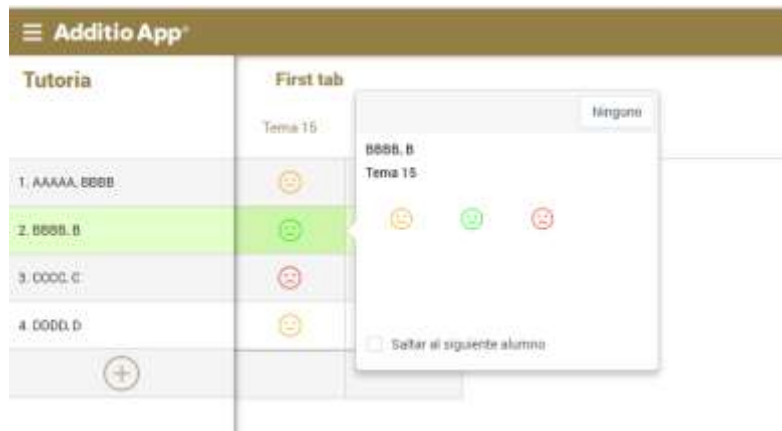 Additio App®
Tutoria
First tab
Tema 15
Ninguno
BBBB, B
Tema 15
1. AAAAA, BBBB
2. BBBB, B
3. CCCC, C
4. DDDD, D
Saltar al siguiente alumno